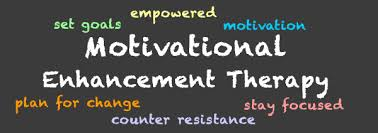 empowered
set goals
motivation
Motivational
Enhancement Therapy
plan for change
stay focused
counter resistance